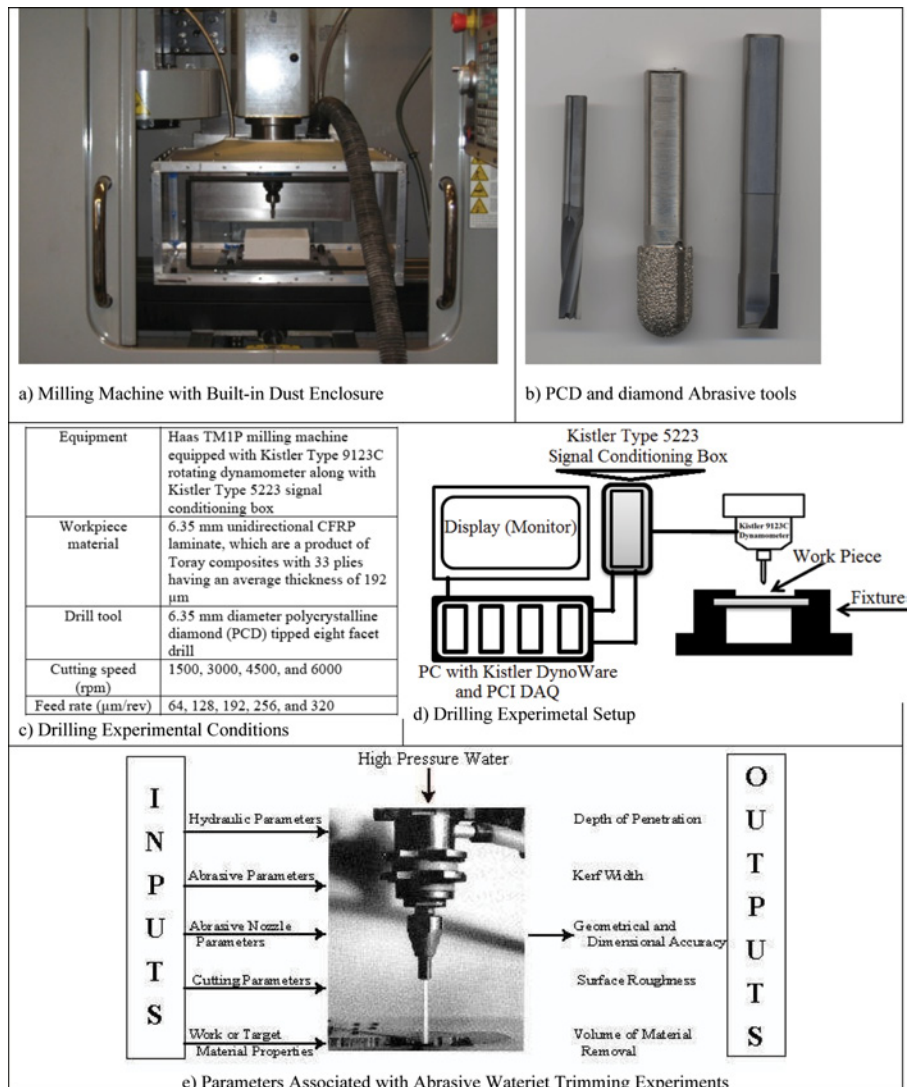 a) Milling Machine with Built-in Dust Enclosure
b) PCD and diamond Abrasive tools
Equipment
Haas TM1P milling machine
equipped with Kistler Type 9123C
rotating dynamometer along with
Kistler Type 5223 signal
conditioning box
Workpiece
material
6.35 mm unidirectional CFRP
laminate, which are a product of
Toray composites with 33 plies
having an average thickness of 192
µm
Drill tool
6.35 mm diameter polycrystalline
diamond (PCD) tipped eight facet
drill
Cutting speed
(rpm)
1500, 3000, 4500, and 6000
Feed rate (µm/rev)
64, 128, 192, 256, and 320
c) Drilling Experimental Conditions
Kistler Type 5223
Signal Conditioning Box
Display (Monitor)
Kistler 9123C
Dynamometer
Work Piece
Fixture
PC with Kistler DynoWare
and PCI DAQ
d) Drilling Experimetal Setup
High Pressure Water
INPUTS
Hydraulic Parameters
Abrasive Parameters
Abrasive Nozzle
Parameters
Cutting Parameters
Work or Target
Material Properties
Depth of Penetration
Kerf Width
Geometrical and
Dimensional Accuracy
Surface Roughness
Volume of Material
Removal
OUTPUTS
e) Parameters Associated with Abrasive Waterjet Trimming Experiments